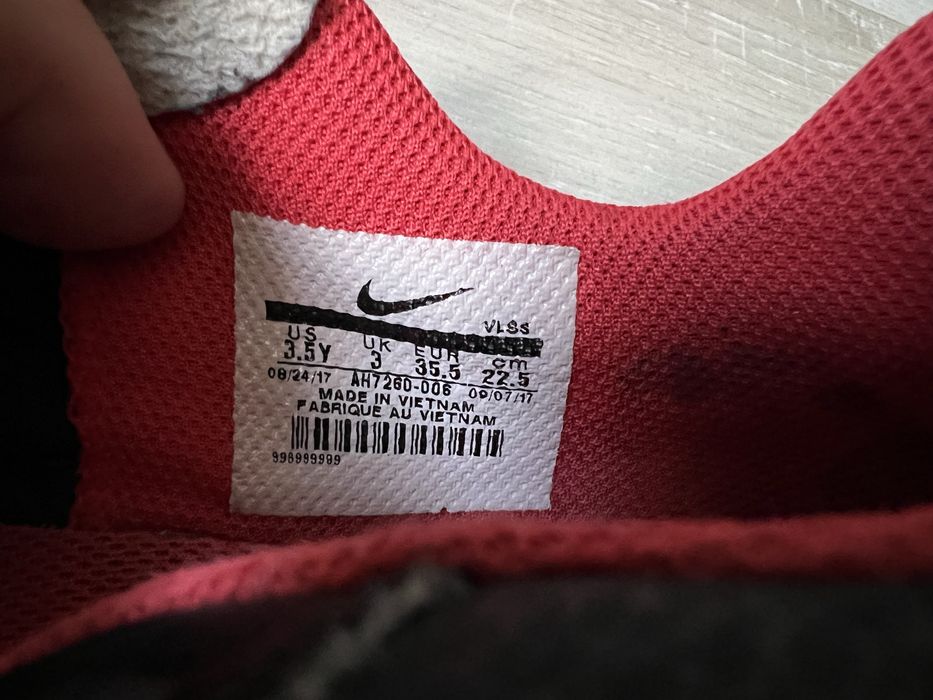 VLSS
US UK EUR cm
3.5Y 3 35.5 22.5
08/24/17 AH7260-006 09/07/17
MADE IN VIETNAM
FABRIQUE AU VIETNAM
998999999